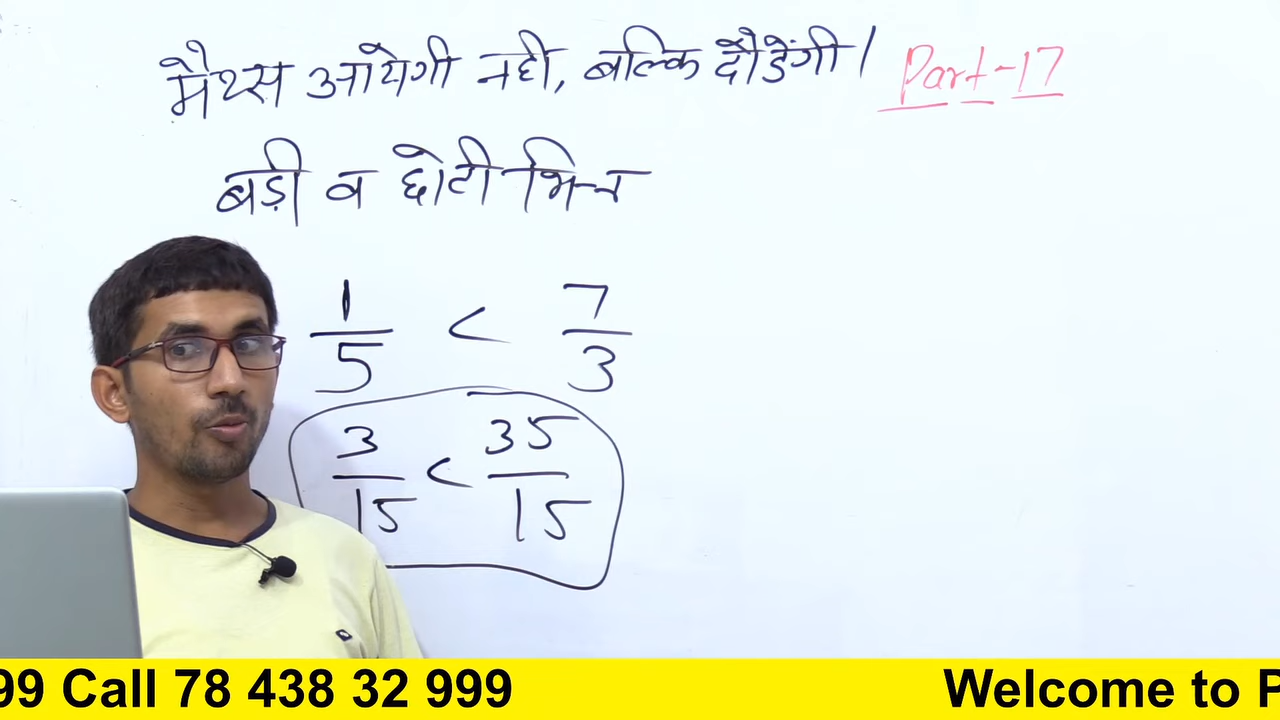 मैथ्स आयेगी नही, बल्कि दौडेंगी। Part-17
बड़ी व छोटी भिन्न
1/5 < 7/3
3/15 < 35/15
99 Call 78 438 32 999 Welcome to P